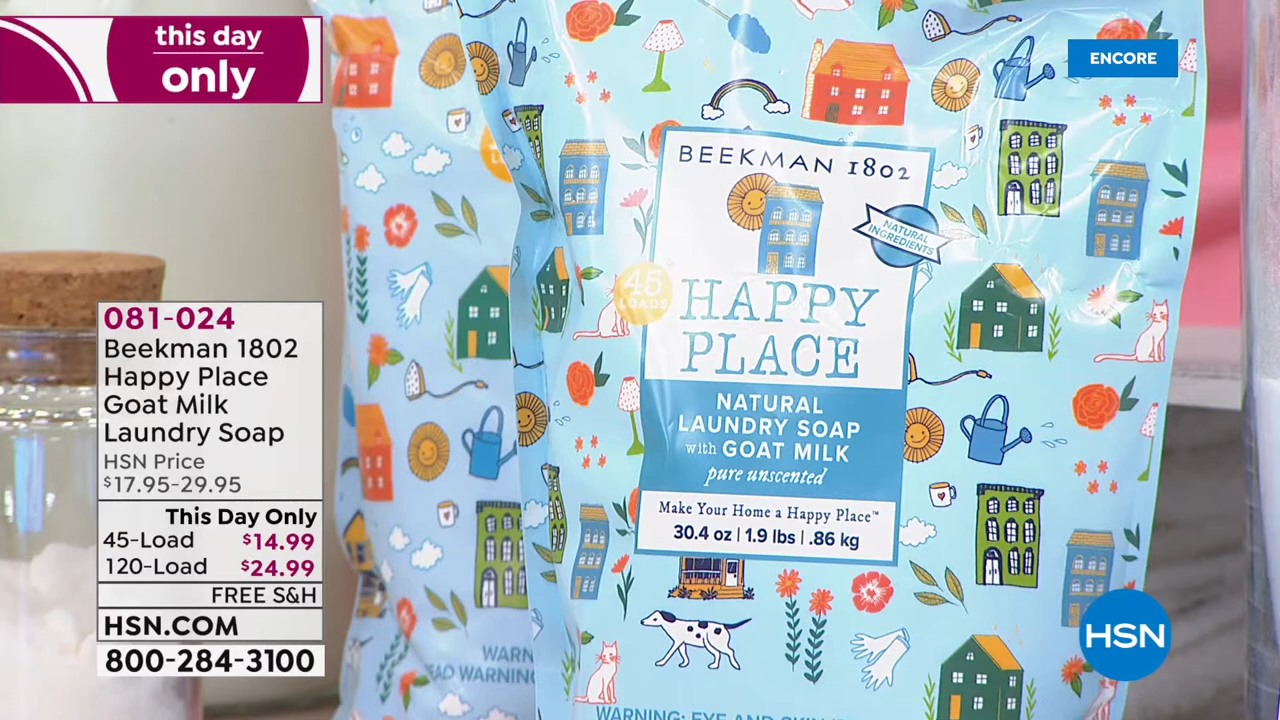 this day
only
ENCORE
081-024
Beekman 1802
Happy Place
Goat Milk
Laundry Soap
HSN Price
$17.95-29.95
This Day Only
45-Load $14.99
120-Load $24.99
FREE S&H
HSN.COM
800-284-3100
BEEKMAN 1802
NATURAL
INGREDIENTS
45
LOADS
HAPPY
PLACE
NATURAL
LAUNDRY SOAP
with GOAT MILK
pure unscented
Make Your Home a Happy Place™
30.4 oz | 1.9 lbs | .86 kg
WARNING: EYE AND SKIN
HSN